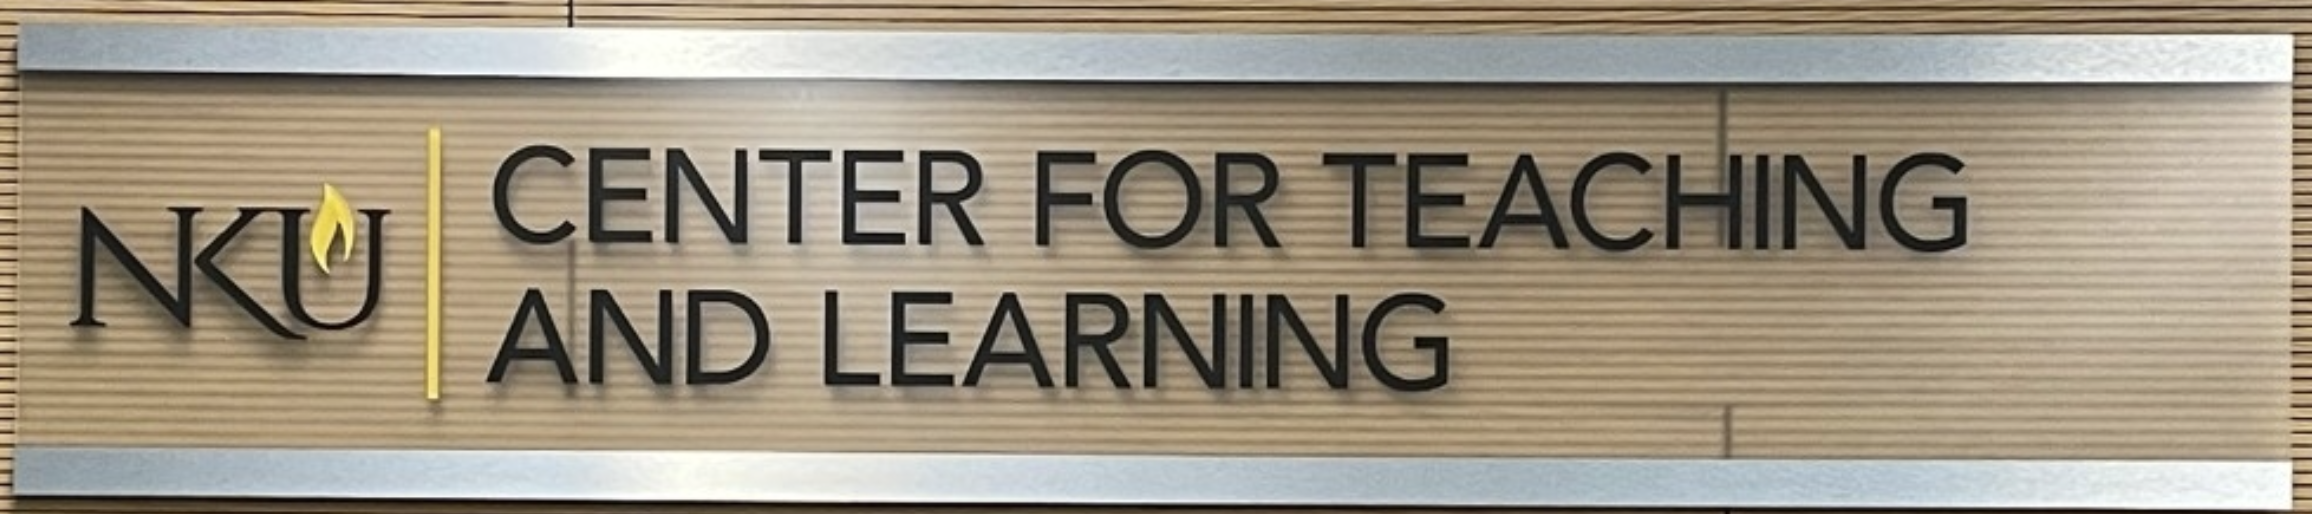 NKU
CENTER FOR TEACHING
AND LEARNING